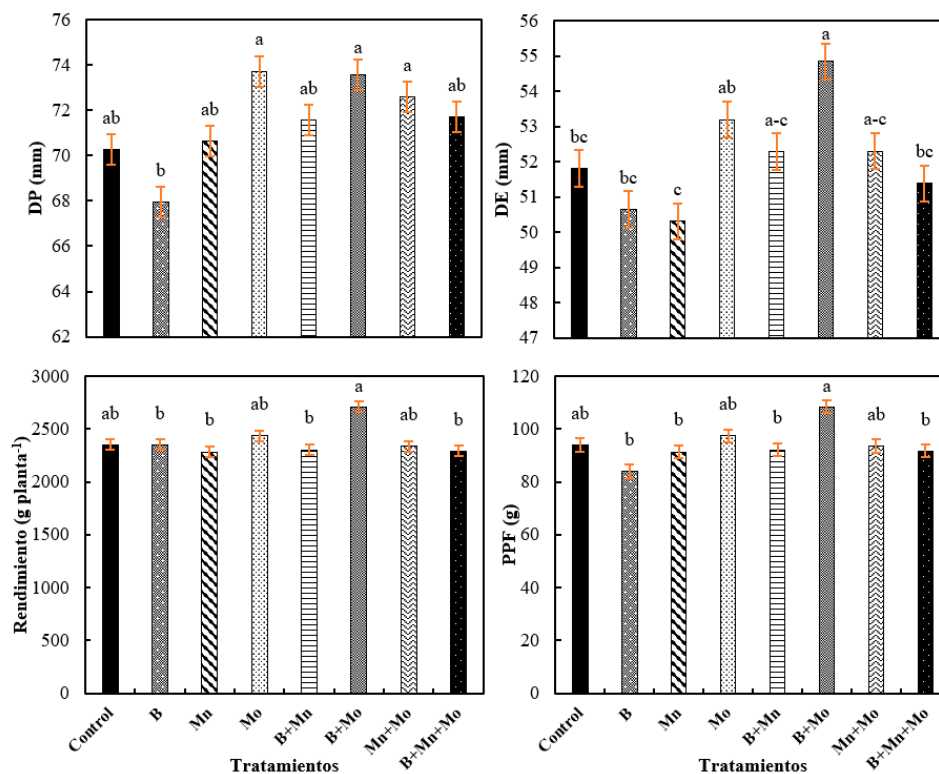 76
74
72
70
68
66
64
62
DP (mm)
ab
b
ab
a
ab
a
a
ab
56
55
54
53
52
51
50
49
48
47
DE (mm)
bc
bc
c
ab
a-c
a
a-c
bc
3000
2500
2000
1500
1000
500
0
Rendimiento (g planta-1)
ab
b
b
ab
b
a
ab
b
Control
B
Mn
Mo
B+Mn
B+Mo
Mn+Mo
B+Mn+Mo
Tratamientos
120
100
80
60
40
20
0
PPF (g)
ab
b
b
ab
b
a
ab
b
Control
B
Mn
Mo
B+Mn
B+Mo
Mn+Mo
B+Mn+Mo
Tratamientos